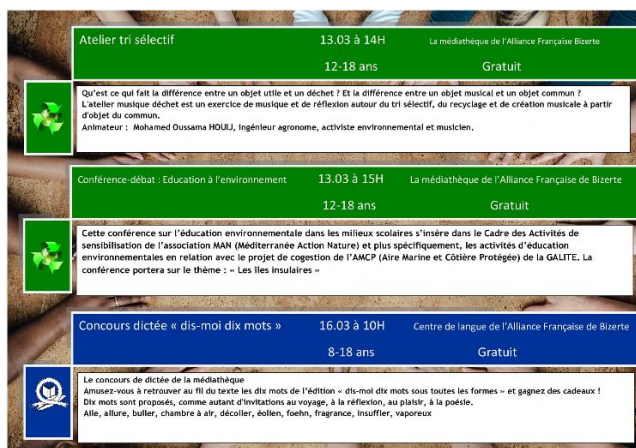 Atelier tri sélectif 13.03 à 14H La médiathèque de l'Alliance Française Bizerte
12-18 ans Gratuit
Qu'est ce qui fait la différence entre un objet utile et un déchet ? Et la différence entre un objet musical et un objet commun ?
L'atelier musique déchet est un exercice de musique et de réflexion autour du tri sélectif, du recyclage et de création musicale à partir
d'objet du commun.
Animateur : Mohamed Oussama HOUIJ, ingénieur agronome, activiste environnemental et musicien.
Conférence-débat : Education à l'environnement 13.03 à 15H La médiathèque de l'Alliance Française de Bizerte
12-18 ans Gratuit
Cette conférence sur l'éducation environnementale dans les milieux scolaires s'insère dans le Cadre des Activités de
sensibilisation de l'association MAN (Méditerranée Action Nature) et plus spécifiquement, les activités d'éducation
environnementales en relation avec le projet de cogestion de l'AMCP (Aire Marine et Côtière Protégée) de la GALITE. La
conférence portera sur le thème : « Les îles insulaires »
Concours dictée « dis-moi dix mots » 16.03 à 10H Centre de langue de l'Alliance Française de Bizerte
8-18 ans Gratuit
Le concours de dictée de la médiathèque
Amusez-vous à retrouver au fil du texte les dix mots de l'édition « dis-moi dix mots sous toutes les formes » et gagnez des cadeaux !
Dix mots sont proposés, comme autant d'invitations au voyage, à la réflexion, au plaisir, à la poésie.
Aile, allure, buller, chambre à air, décoller, éolien, foehn, fragrance, insuffler, vaporeux